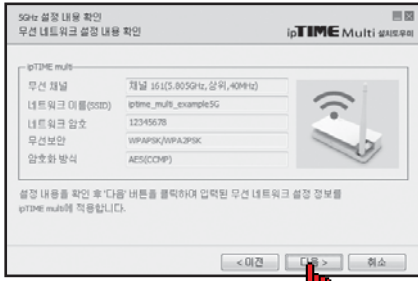 5GHz 설정 내용 확인
무선 네트워크 설정 내용 확인
ipTIME Multi 설치도우미
ipTIME multi
무선 채널 채널 161(5.805GHz,상위,40MHz)
네트워크 이름(SSID) iptime_multi_example5G
네트워크 암호 12345678
무선보안 WPAPSK/WPA2PSK
암호화 방식 AES(CCMP)
설정 내용을 확인 후 '다음' 버튼을 클릭하여 입력된 무선 네트워크 설정 정보를
ipTIME multi에 적용합니다.
< 이전 다음 > 취소